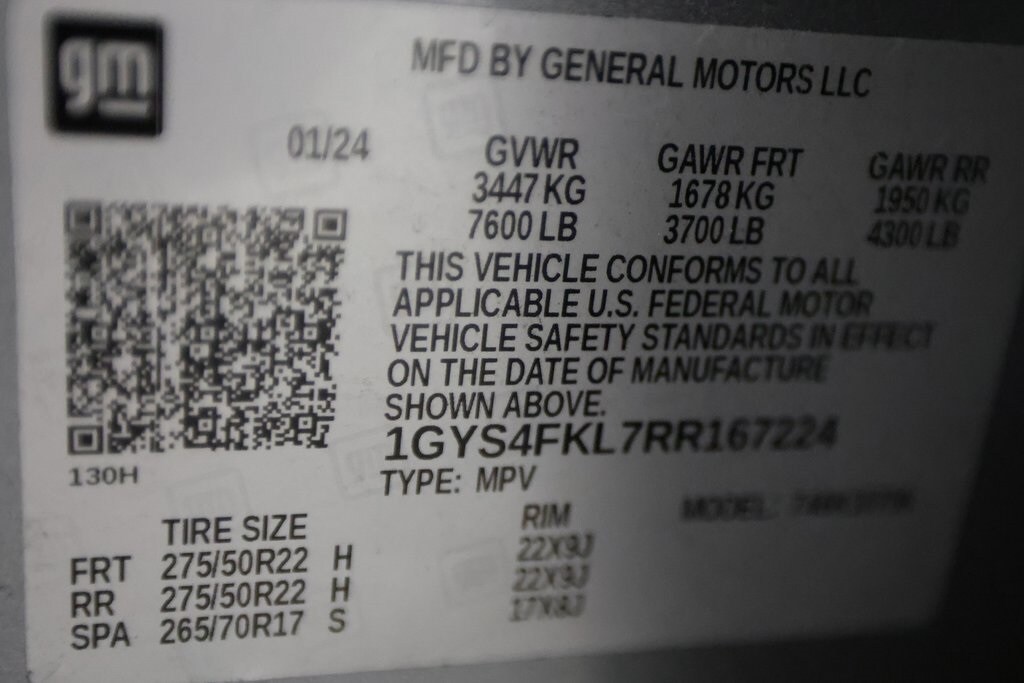 gm
MFD BY GENERAL MOTORS LLC
01/24
GVWR GAWR FRT GAWR RR
3447 KG 1678 KG 1950 KG
7600 LB 3700 LB 4300 LB
THIS VEHICLE CONFORMS TO ALL
APPLICABLE U.S. FEDERAL MOTOR
VEHICLE SAFETY STANDARDS IN EFFECT
ON THE DATE OF MANUFACTURE
SHOWN ABOVE.
1GYS4FKL7RR167224
130H
TYPE: MPV MODEL:
TIRE SIZE RIM
FRT 275/50R22 H 22X9J
RR 275/50R22 H 22X9J
SPA 265/70R17 S 17X8J